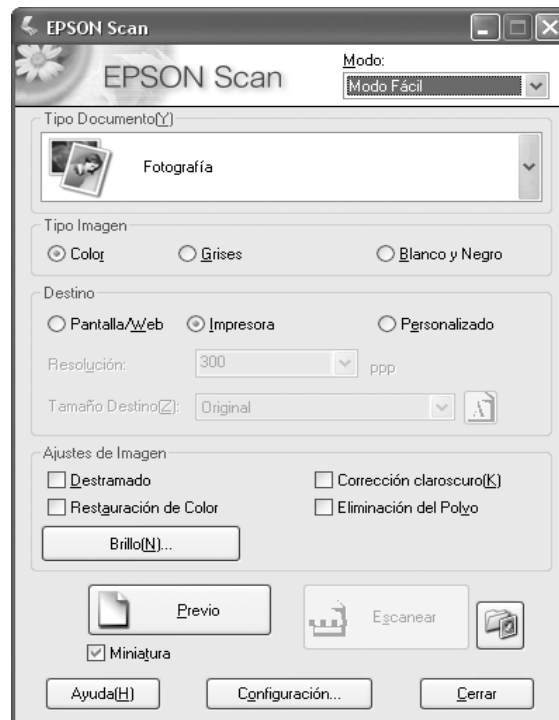 EPSON Scan
EPSON Scan
Modo:
Modo Fácil
Tipo Documento(Y)
Fotografía
Tipo Imagen
Color
Grises
Blanco y Negro
Destino
Pantalla/Web
Impresora
Personalizado
Resolución:
300
ppp
Tamaño Destino(Z):
Original
Ajustes de Imagen
Destramado
Corrección claroscuro(K)
Restauración de Color
Eliminación del Polvo
Brillo(N)...
Previo
Escanear
Miniatura
Ayuda(H)
Configuración...
Cerrar